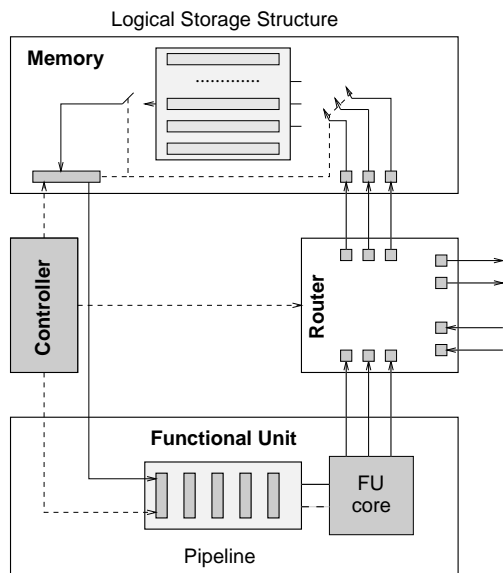 Logical Storage Structure
Memory
Controller
Router
Functional Unit
FU
core
Pipeline